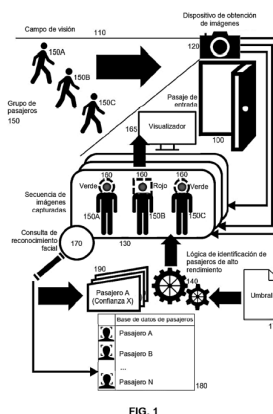 Campo de visión
110
Dispositivo de obtención
de imágenes
120
150A
150B
150C
Grupo de
pasajeros
150
Pasaje de
entrada
100
165
Visualizador
160
160
160
Verde
Rojo
Verde
Secuencia de
imágenes
capturadas
150A
150B
150C
130
Consulta de
reconocimiento
facial
170
Lógica de identificación de
pasajeros de alto
rendimiento
140
190
Pasajero A
(Confianza X)
Umbral
Base de datos de pasajeros
Pasajero A
Pasajero B
...
Pasajero N
180
FIG. 1